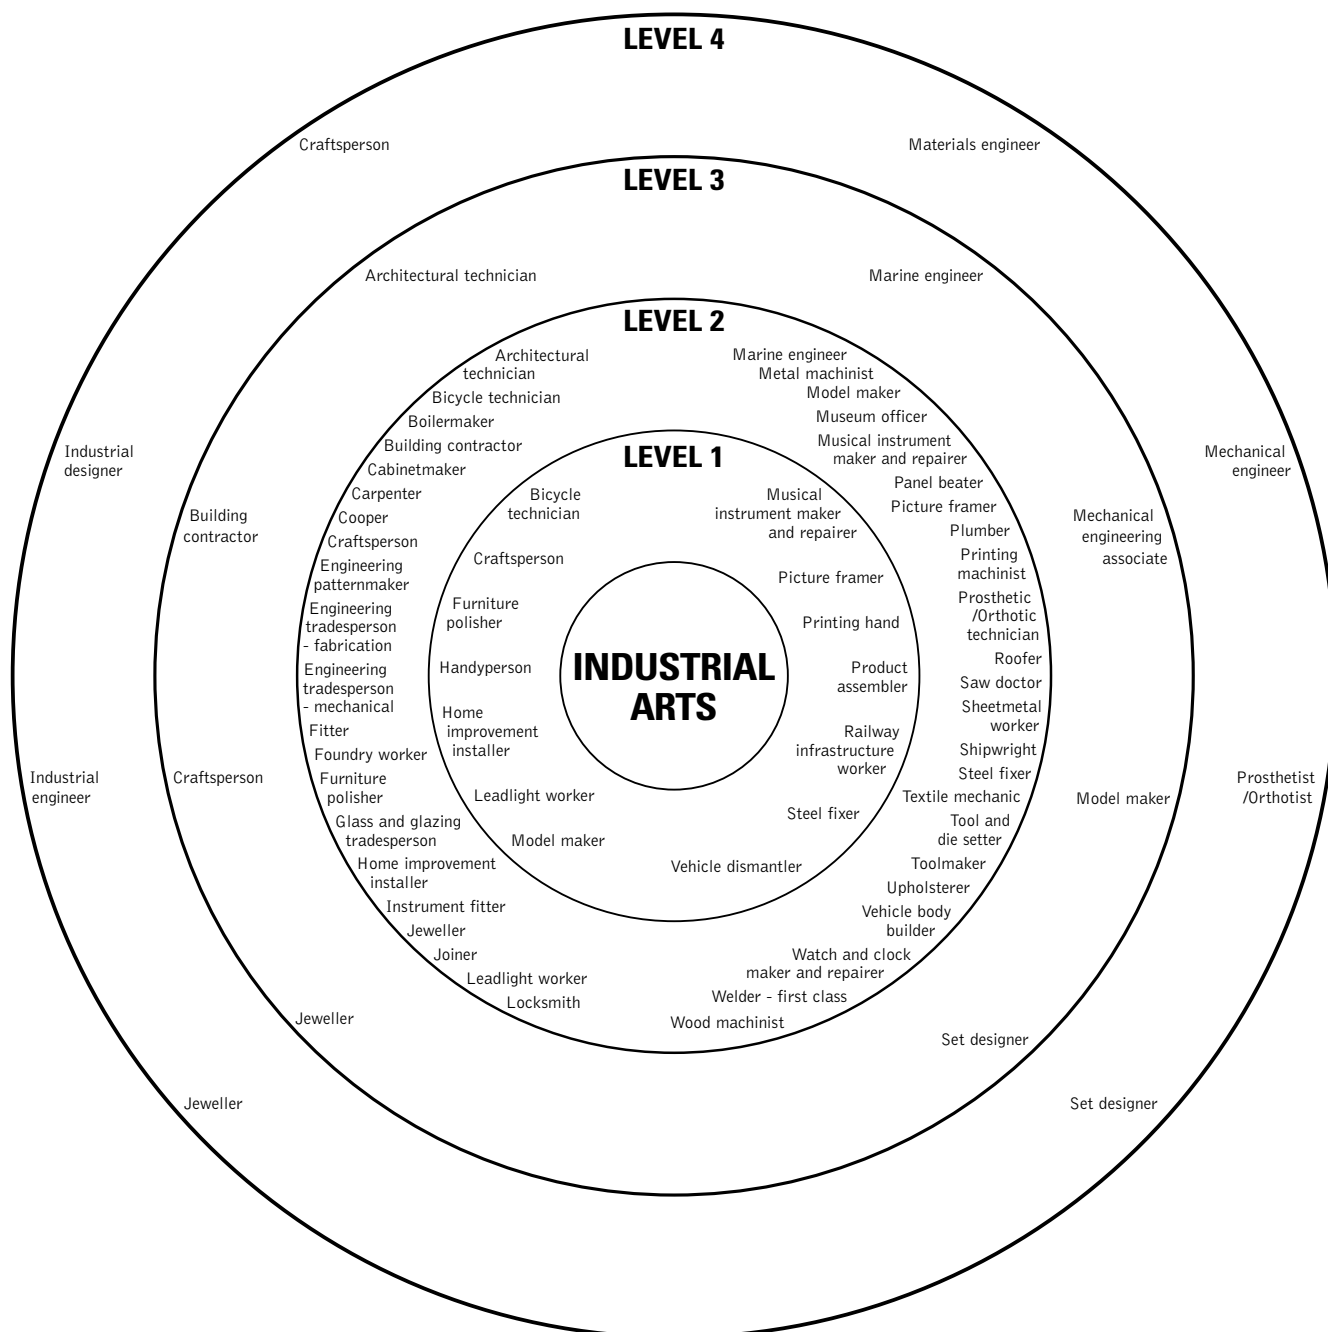 LEVEL 4
Craftsperson
Materials engineer
Industrial
designer
Mechanical
engineer
Industrial
engineer
Prosthetist
/Orthotist
Jeweller
Set designer
LEVEL 3
Architectural technician
Marine engineer
Building
contractor
Mechanical
engineering
associate
Craftsperson
Model maker
Jeweller
Set designer
LEVEL 2
Architectural
technician
Bicycle technician
Boilermaker
Building contractor
Cabinetmaker
Carpenter
Cooper
Craftsperson
Engineering
patternmaker
Engineering
tradesperson
- fabrication
Engineering
tradesperson
- mechanical
Fitter
Foundry worker
Furniture
polisher
Glass and glazing
tradesperson
Home improvement
installer
Instrument fitter
Jeweller
Joiner
Leadlight worker
Locksmith
Marine engineer
Metal machinist
Model maker
Museum officer
Musical instrument
maker and repairer
Panel beater
Picture framer
Plumber
Printing
machinist
Prosthetic
/Orthotic
technician
Roofer
Saw doctor
Sheetmetal
worker
Shipwright
Steel fixer
Textile mechanic
Tool and
die setter
Toolmaker
Upholsterer
Vehicle body
builder
Watch and clock
maker and repairer
Welder - first class
Wood machinist
LEVEL 1
Bicycle
technician
Craftsperson
Furniture
polisher
Handyperson
Home
improvement
installer
Leadlight worker
Model maker
Musical
instrument maker
and repairer
Picture framer
Printing hand
Product
assembler
Railway
infrastructure
worker
Steel fixer
Vehicle dismantler
INDUSTRIAL
ARTS